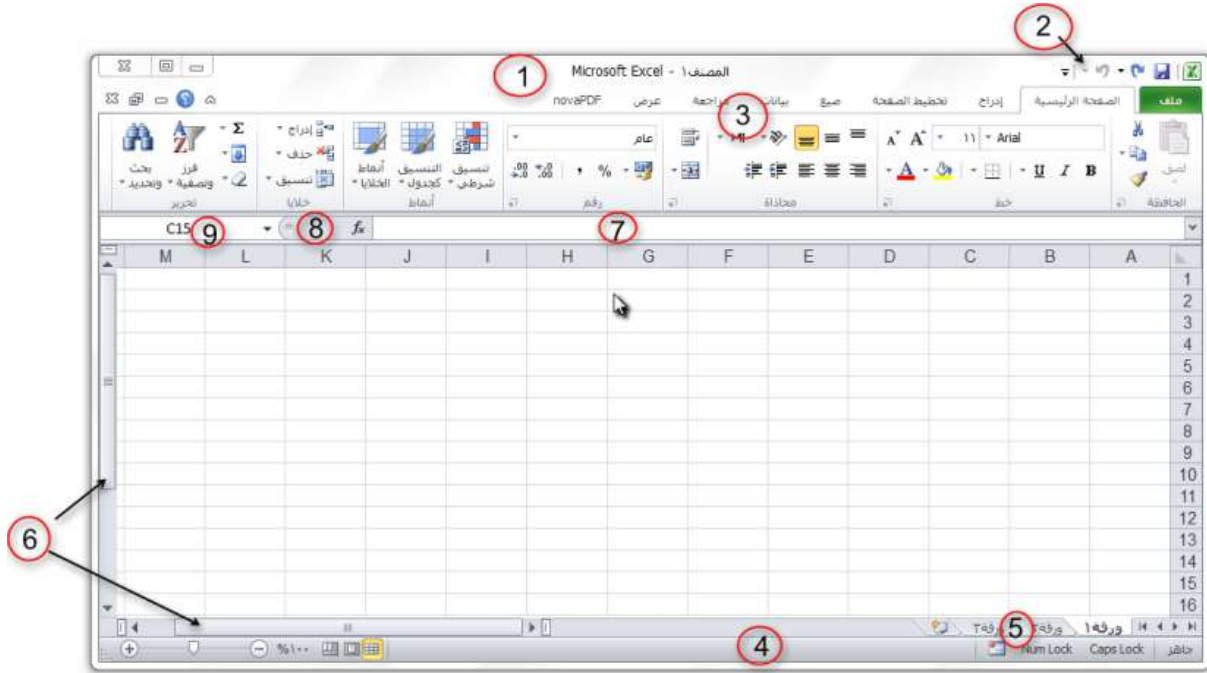 2
1
Microsoft Excel - المصنف١
ملف الصفحة الرئيسية إدراج تخطيط الصفحة صيغ بيانات مراجعة عرض novaPDF
3
لصق
Arial ١١
عام
تنسيق شرطي
التنسيق كجدول
أنماط الخلايا
إدراج
حذف
تنسيق
Σ
فرز وتصفية
بحث وتحديد
B I U A
% ,
الحافظة خط محاذاة رقم أنماط خلايا تحرير
C15 9 8 fx 7
M L K J I H G F E D C B A
1
2
3
4
5
6
7
8
9
10
11
12
13
14
15
16
6
ورقة١ 5 ورقة٣
جاهز Caps Lock Num Lock 4 %١٠٠